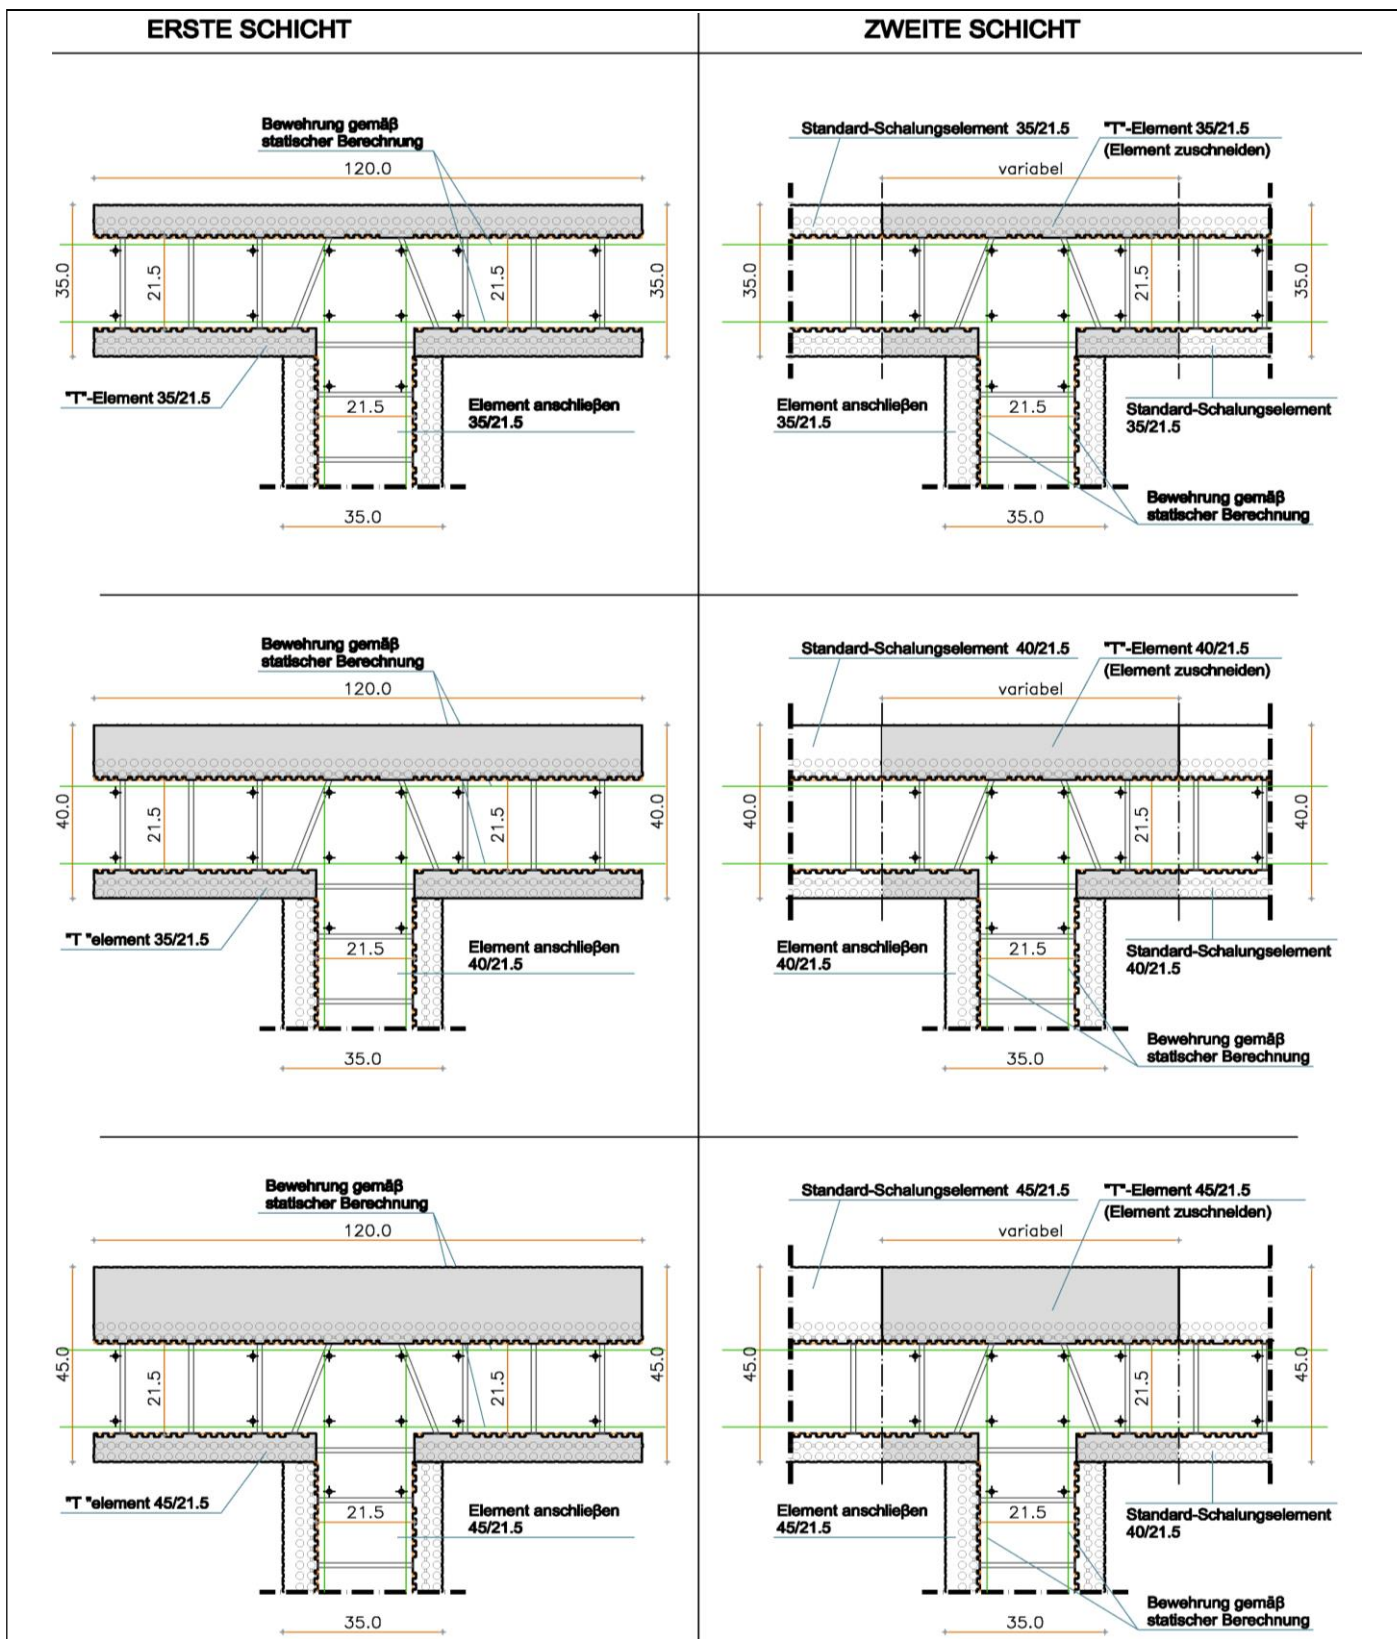 ERSTE SCHICHT
ZWEITE SCHICHT
Bewehrung gemäß
statischer Berechnung
120.0
35.0
21.5
21.5
35.0
"T"-Element 35/21.5
21.5
Element anschließen
35/21.5
35.0
Standard-Schalungselement 35/21.5
"T"-Element 35/21.5
(Element zuschneiden)
variabel
35.0
21.5
35.0
Element anschließen
35/21.5
21.5
Standard-Schalungselement
35/21.5
Bewehrung gemäß
statischer Berechnung
35.0
Bewehrung gemäß
statischer Berechnung
120.0
40.0
21.5
21.5
40.0
"T "element 35/21.5
21.5
Element anschließen
40/21.5
35.0
Standard-Schalungselement 40/21.5
"T"-Element 40/21.5
(Element zuschneiden)
variabel
40.0
21.5
40.0
Element anschließen
40/21.5
21.5
Standard-Schalungselement
40/21.5
Bewehrung gemäß
statischer Berechnung
35.0
Bewehrung gemäß
statischer Berechnung
120.0
45.0
21.5
21.5
45.0
"T "element 45/21.5
21.5
Element anschließen
45/21.5
35.0
Standard-Schalungselement 45/21.5
"T"-Element 45/21.5
(Element zuschneiden)
variabel
45.0
21.5
45.0
Element anschließen
45/21.5
21.5
Standard-Schalungselement
40/21.5
Bewehrung gemäß
statischer Berechnung
35.0